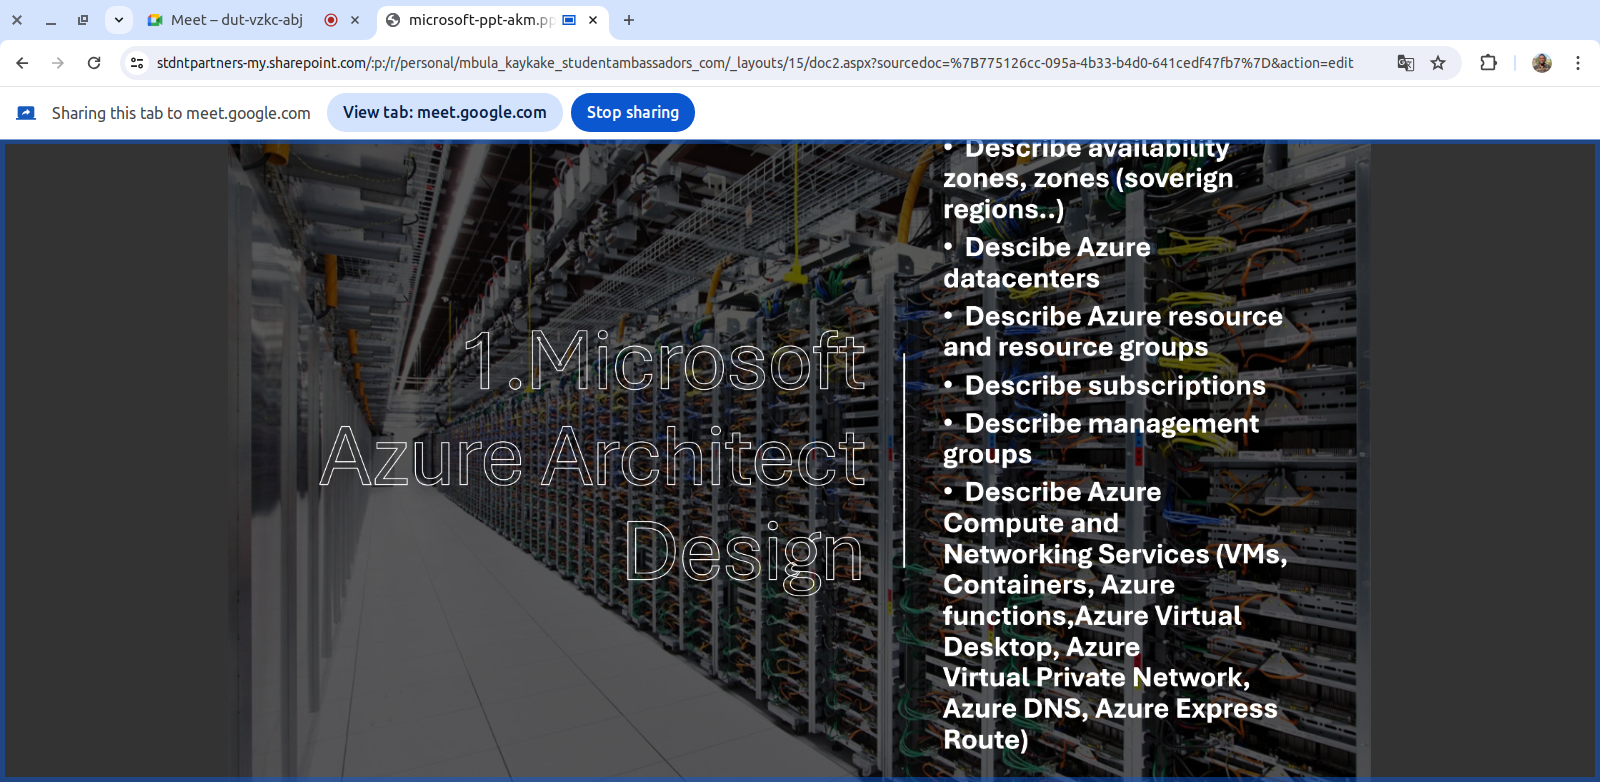 Meet – dut-vzkc-abj
microsoft-ppt-akm.pp
stdntpartners-my.sharepoint.com/:p:/r/personal/mbula_kaykake_studentambassadors_com/_layouts/15/doc2.aspx?sourcedoc=%7B775126cc-095a-4b33-b4d0-641cedf47fb7%7D&action=edit
Sharing this tab to meet.google.com
View tab: meet.google.com
Stop sharing
1.Microsoft
Azure Architect
Design
• Describe availability
zones, zones (soverign
regions..)
• Descibe Azure
datacenters
• Describe Azure resource
and resource groups
• Describe subscriptions
• Describe management
groups
• Describe Azure
Compute and
Networking Services (VMs,
Containers, Azure
functions,Azure Virtual
Desktop, Azure
Virtual Private Network,
Azure DNS, Azure Express
Route)